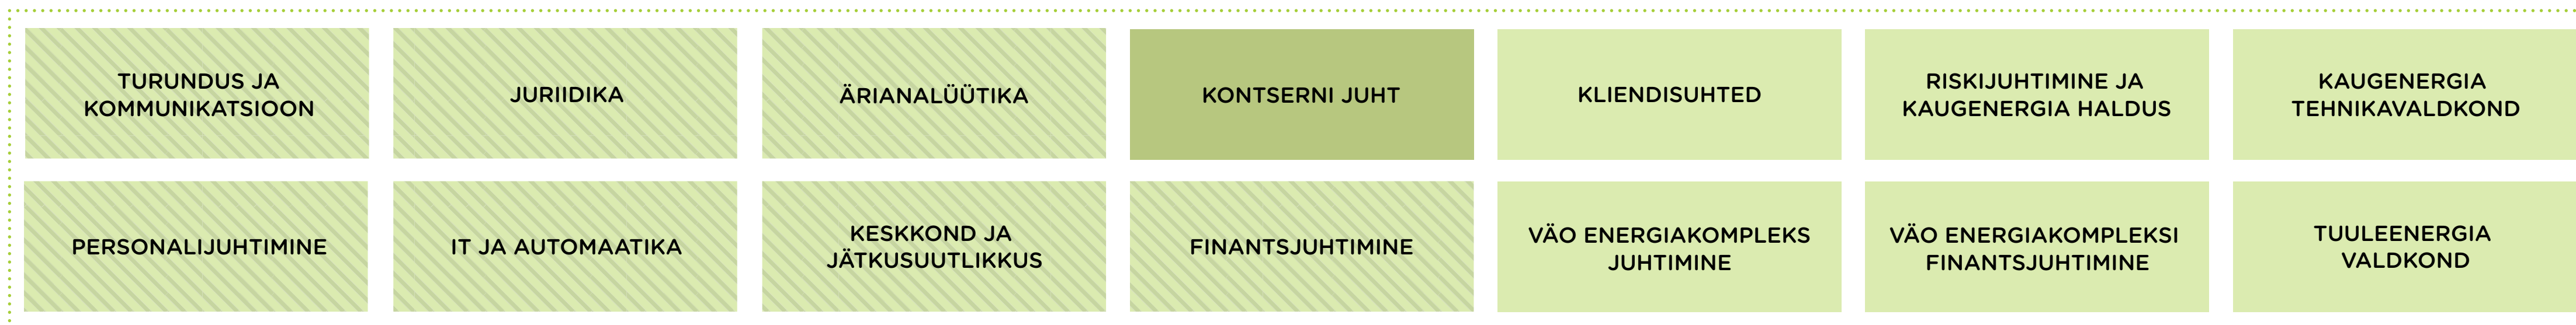 TURUNDUS JA
KOMMUNIKATSIOON
JURIIDIKA
ÄRIANALÜÜTIKA
KONTSERNI JUHT
KLIENDISUHTED
RISKIJUHTIMINE JA
KAUGENERGIA HALDUS
KAUGENERGIA
TEHNIKAVALDKOND
PERSONALIJUHTIMINE
IT JA AUTOMAATIKA
KESKKOND JA
JÄTKUSUUTLIKKUS
FINANTSJUHTIMINE
VÄO ENERGIAKOMPLEKS
JUHTIMINE
VÄO ENERGIAKOMPLEKSI
FINANTSJUHTIMINE
TUULEENERGIA
VALDKOND